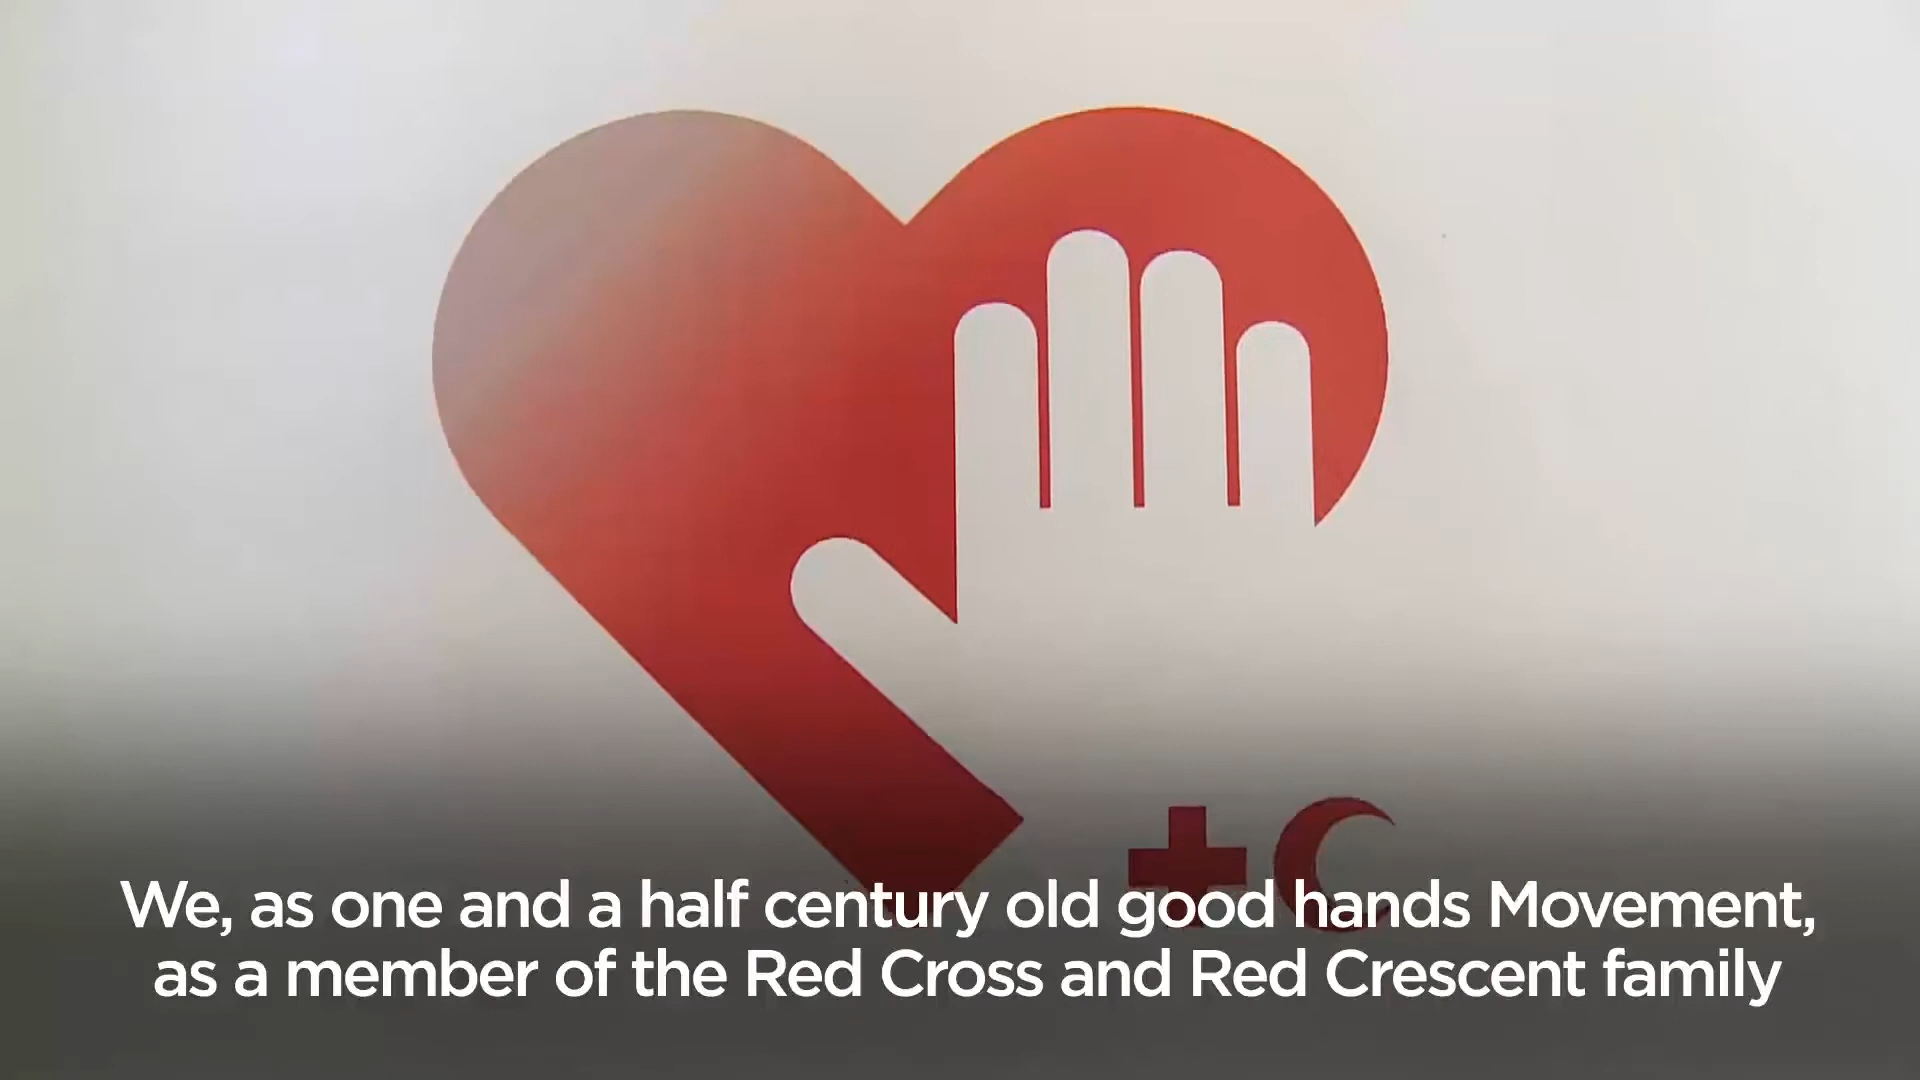 We, as one and a half century old good hands Movement,
as a member of the Red Cross and Red Crescent family